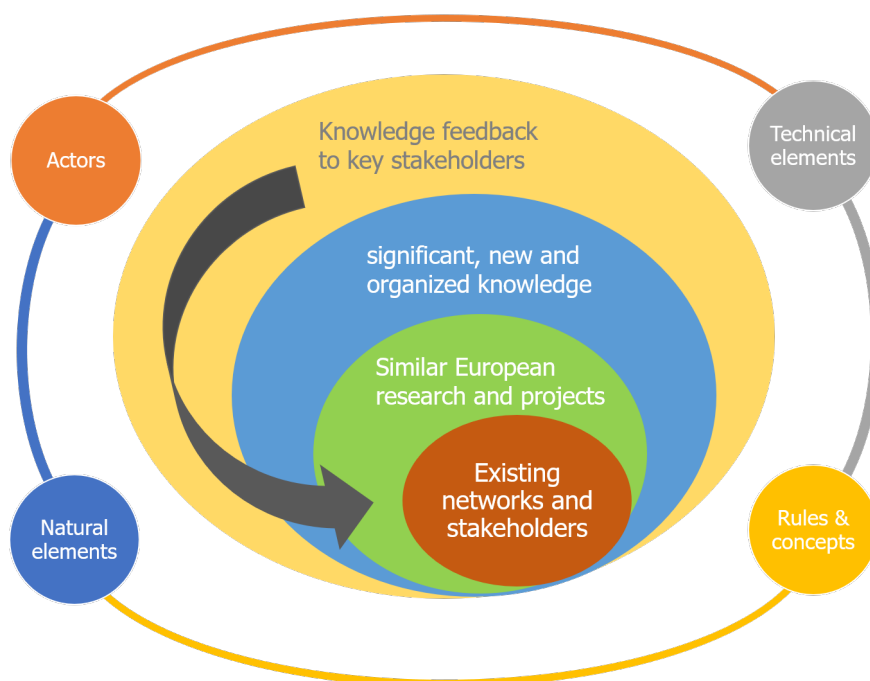 Knowledge feedback
to key stakeholders
Actors
Technical
elements
significant, new and
organized knowledge
Similar European
research and projects
Existing
networks and
stakeholders
Natural
elements
Rules &
concepts